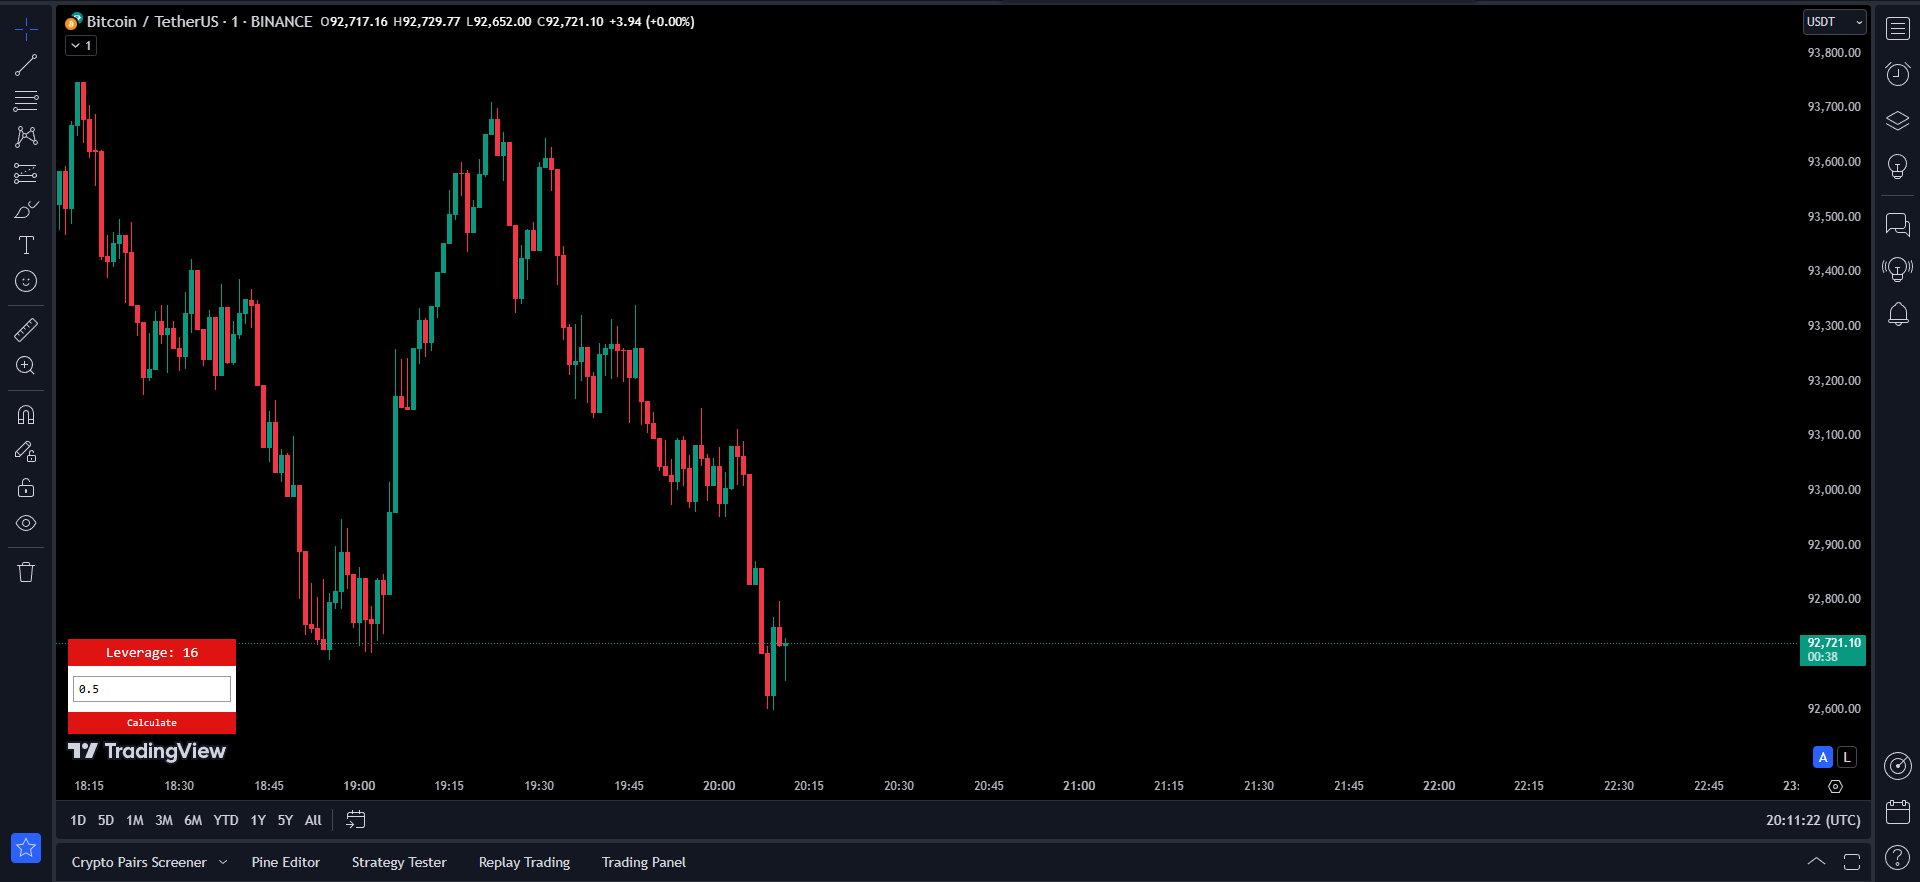 Bitcoin / TetherUS · 1 · BINANCE O92,717.16 H92,729.77 L92,652.00 C92,721.10 +3.94 (+0.00%)
USDT
1
93,800.00
93,700.00
93,600.00
93,500.00
93,400.00
93,300.00
93,200.00
93,100.00
93,000.00
92,900.00
92,800.00
92,721.10
00:38
92,600.00
Leverage: 16
0.5
Calculate
TradingView
A L
18:15 18:30 18:45 19:00 19:15 19:30 19:45 20:00 20:15 20:30 20:45 21:00 21:15 21:30 21:45 22:00 22:15 22:30 22:45 23:
1D 5D 1M 3M 6M YTD 1Y 5Y All 20:11:22 (UTC)
Crypto Pairs Screener Pine Editor Strategy Tester Replay Trading Trading Panel